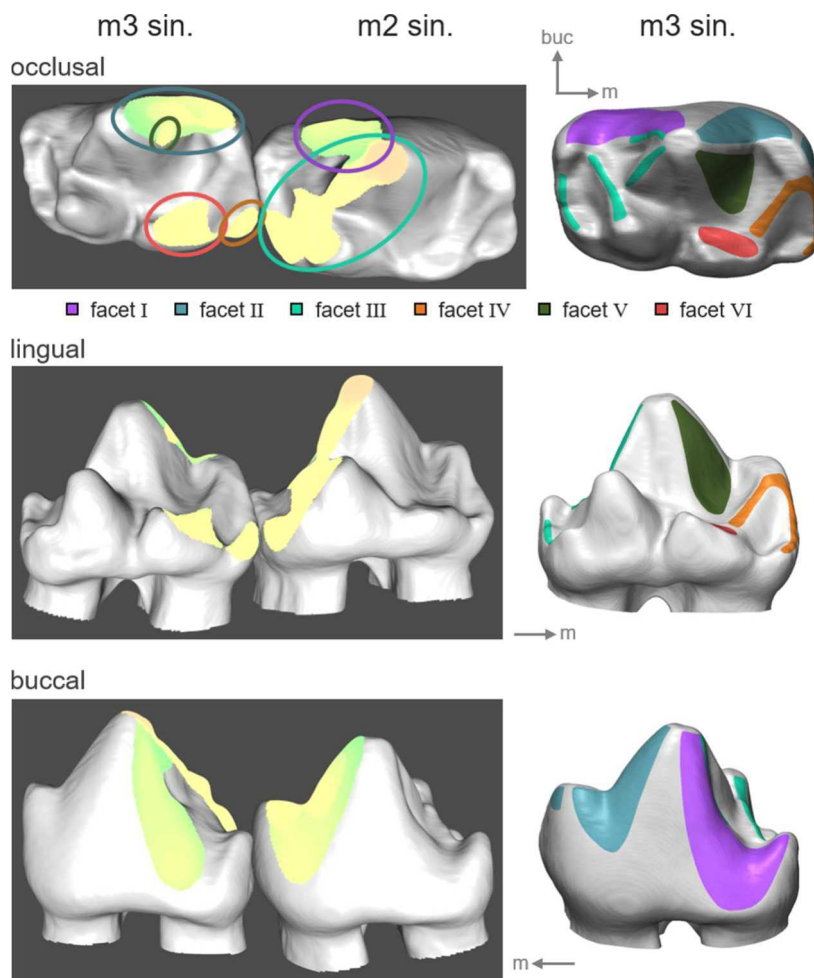 m3 sin. m2 sin. m3 sin.
occlusal
buc
m
facet I facet II facet III facet IV facet V facet VI
lingual
m
buccal
m